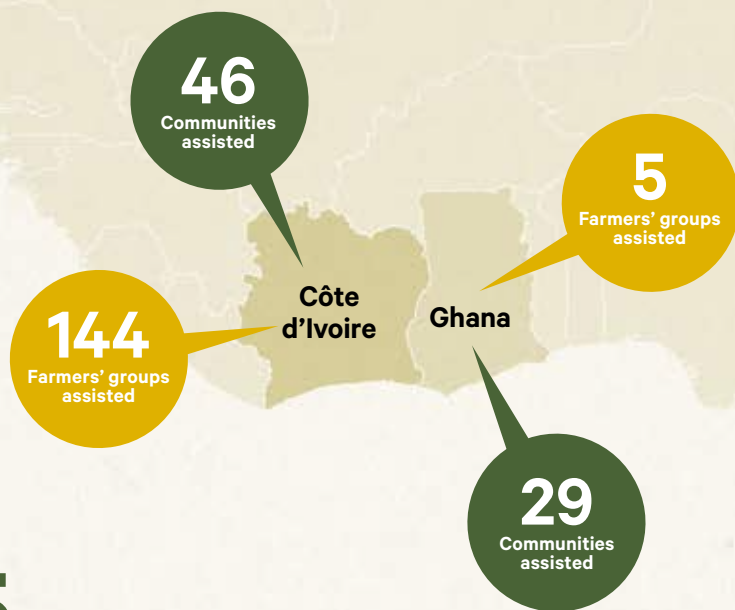 46
Communities
assisted
5
Farmers' groups
assisted
Côte
d'Ivoire
Ghana
144
Farmers' groups
assisted
29
Communities
assisted